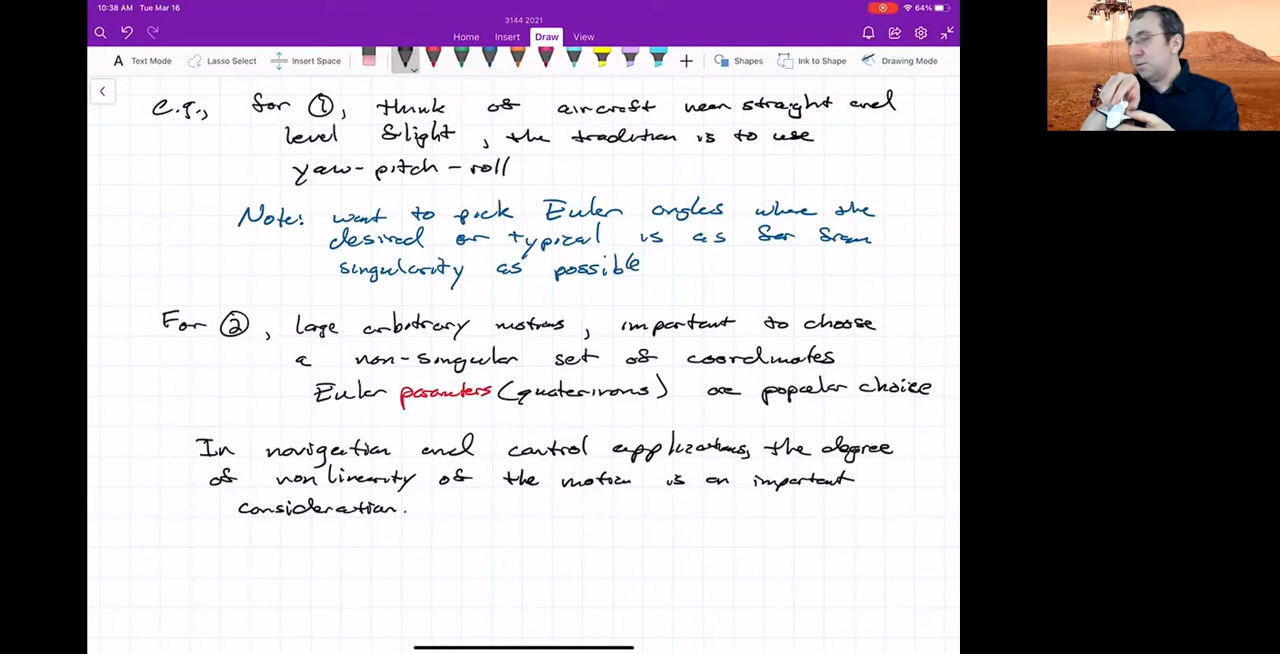 10:38 AM Tue Mar 16
64%
3144 2021
Home Insert Draw View
Text Mode Lasso Select Insert Space Shapes Ink to Shape Drawing Mode
e.g., for ①, think of aircraft near straight and
level flight, the tradition is to use
yaw-pitch-roll
Note: want to pick Euler angles where the
desired or typical is as far from
singularity as possible
For ②, large arbitrary motions, important to choose
a non-singular set of coordinates
Euler parameters (quaternions) are popular choice
In navigation and control applications, the degree
of nonlinearity of the motion is an important
consideration.